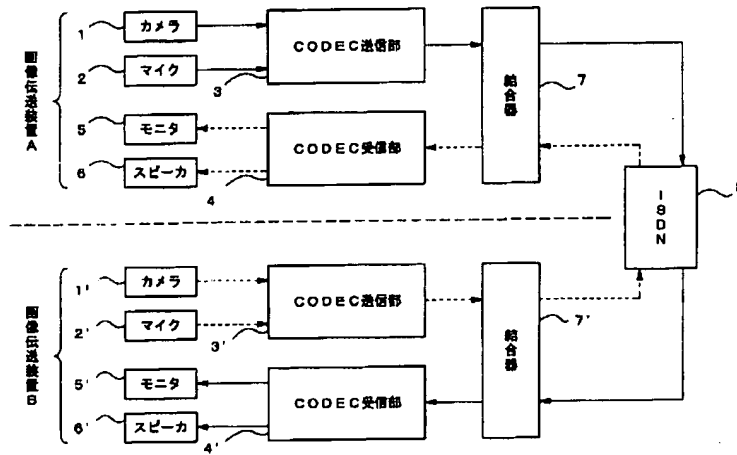 画像伝送装置A
1
カメラ
2
マイク
3
CODEC送信部
5
モニタ
6
スピーカ
4
CODEC受信部
結合器
7
ISDN
画像伝送装置B
1'
カメラ
2'
マイク
3'
CODEC送信部
5'
モニタ
6'
スピーカ
4'
CODEC受信部
結合器
7'